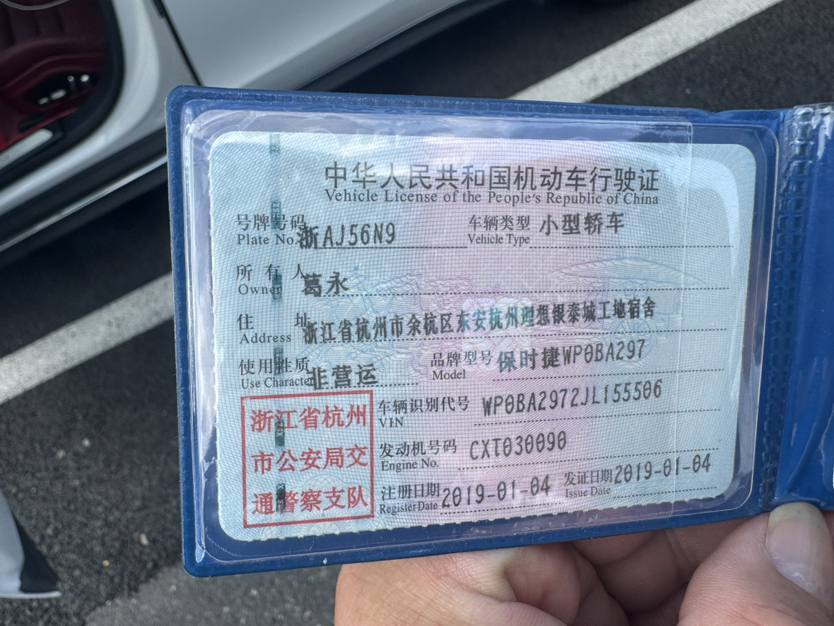 中华人民共和国机动车行驶证
Vehicle License of the People's Republic of China
号牌号码 浙AJ56N9 车辆类型 小型轿车
Plate No. Vehicle Type
所有人 葛永
Owner
住址 浙江省杭州市余杭区东安杭州理想银泰城工地宿舍
Address
使用性质 非营运 品牌型号 保时捷WP0BA297
Use Character Model
浙江省杭州
市公安局交
通警察支队
车辆识别代号 WP0BA2972JL155506
VIN
发动机号码 CXT030090
Engine No.
注册日期 2019-01-04 发证日期 2019-01-04
Register Date Issue Date